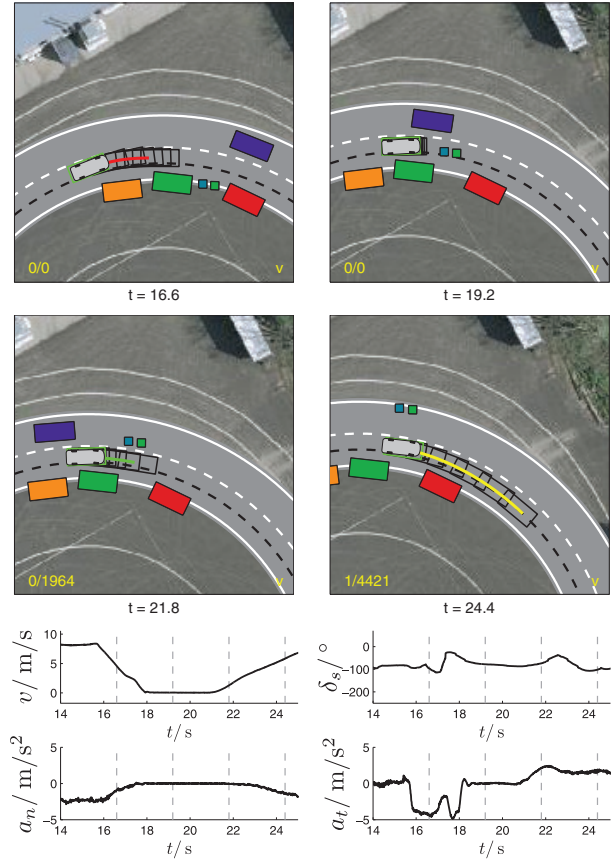 0/0 v
0/0 v
t = 16.6
t = 19.2
0/1964 v
1/4421 v
t = 21.8
t = 24.4
v/ m/s
10
5
0
14 16 18 20 22 24
t/ s
δs/°
0
-100
-200
14 16 18 20 22 24
t/ s
an/ m/s²
5
0
-5
14 16 18 20 22 24
t/ s
at/ m/s²
5
0
-5
14 16 18 20 22 24
t/ s